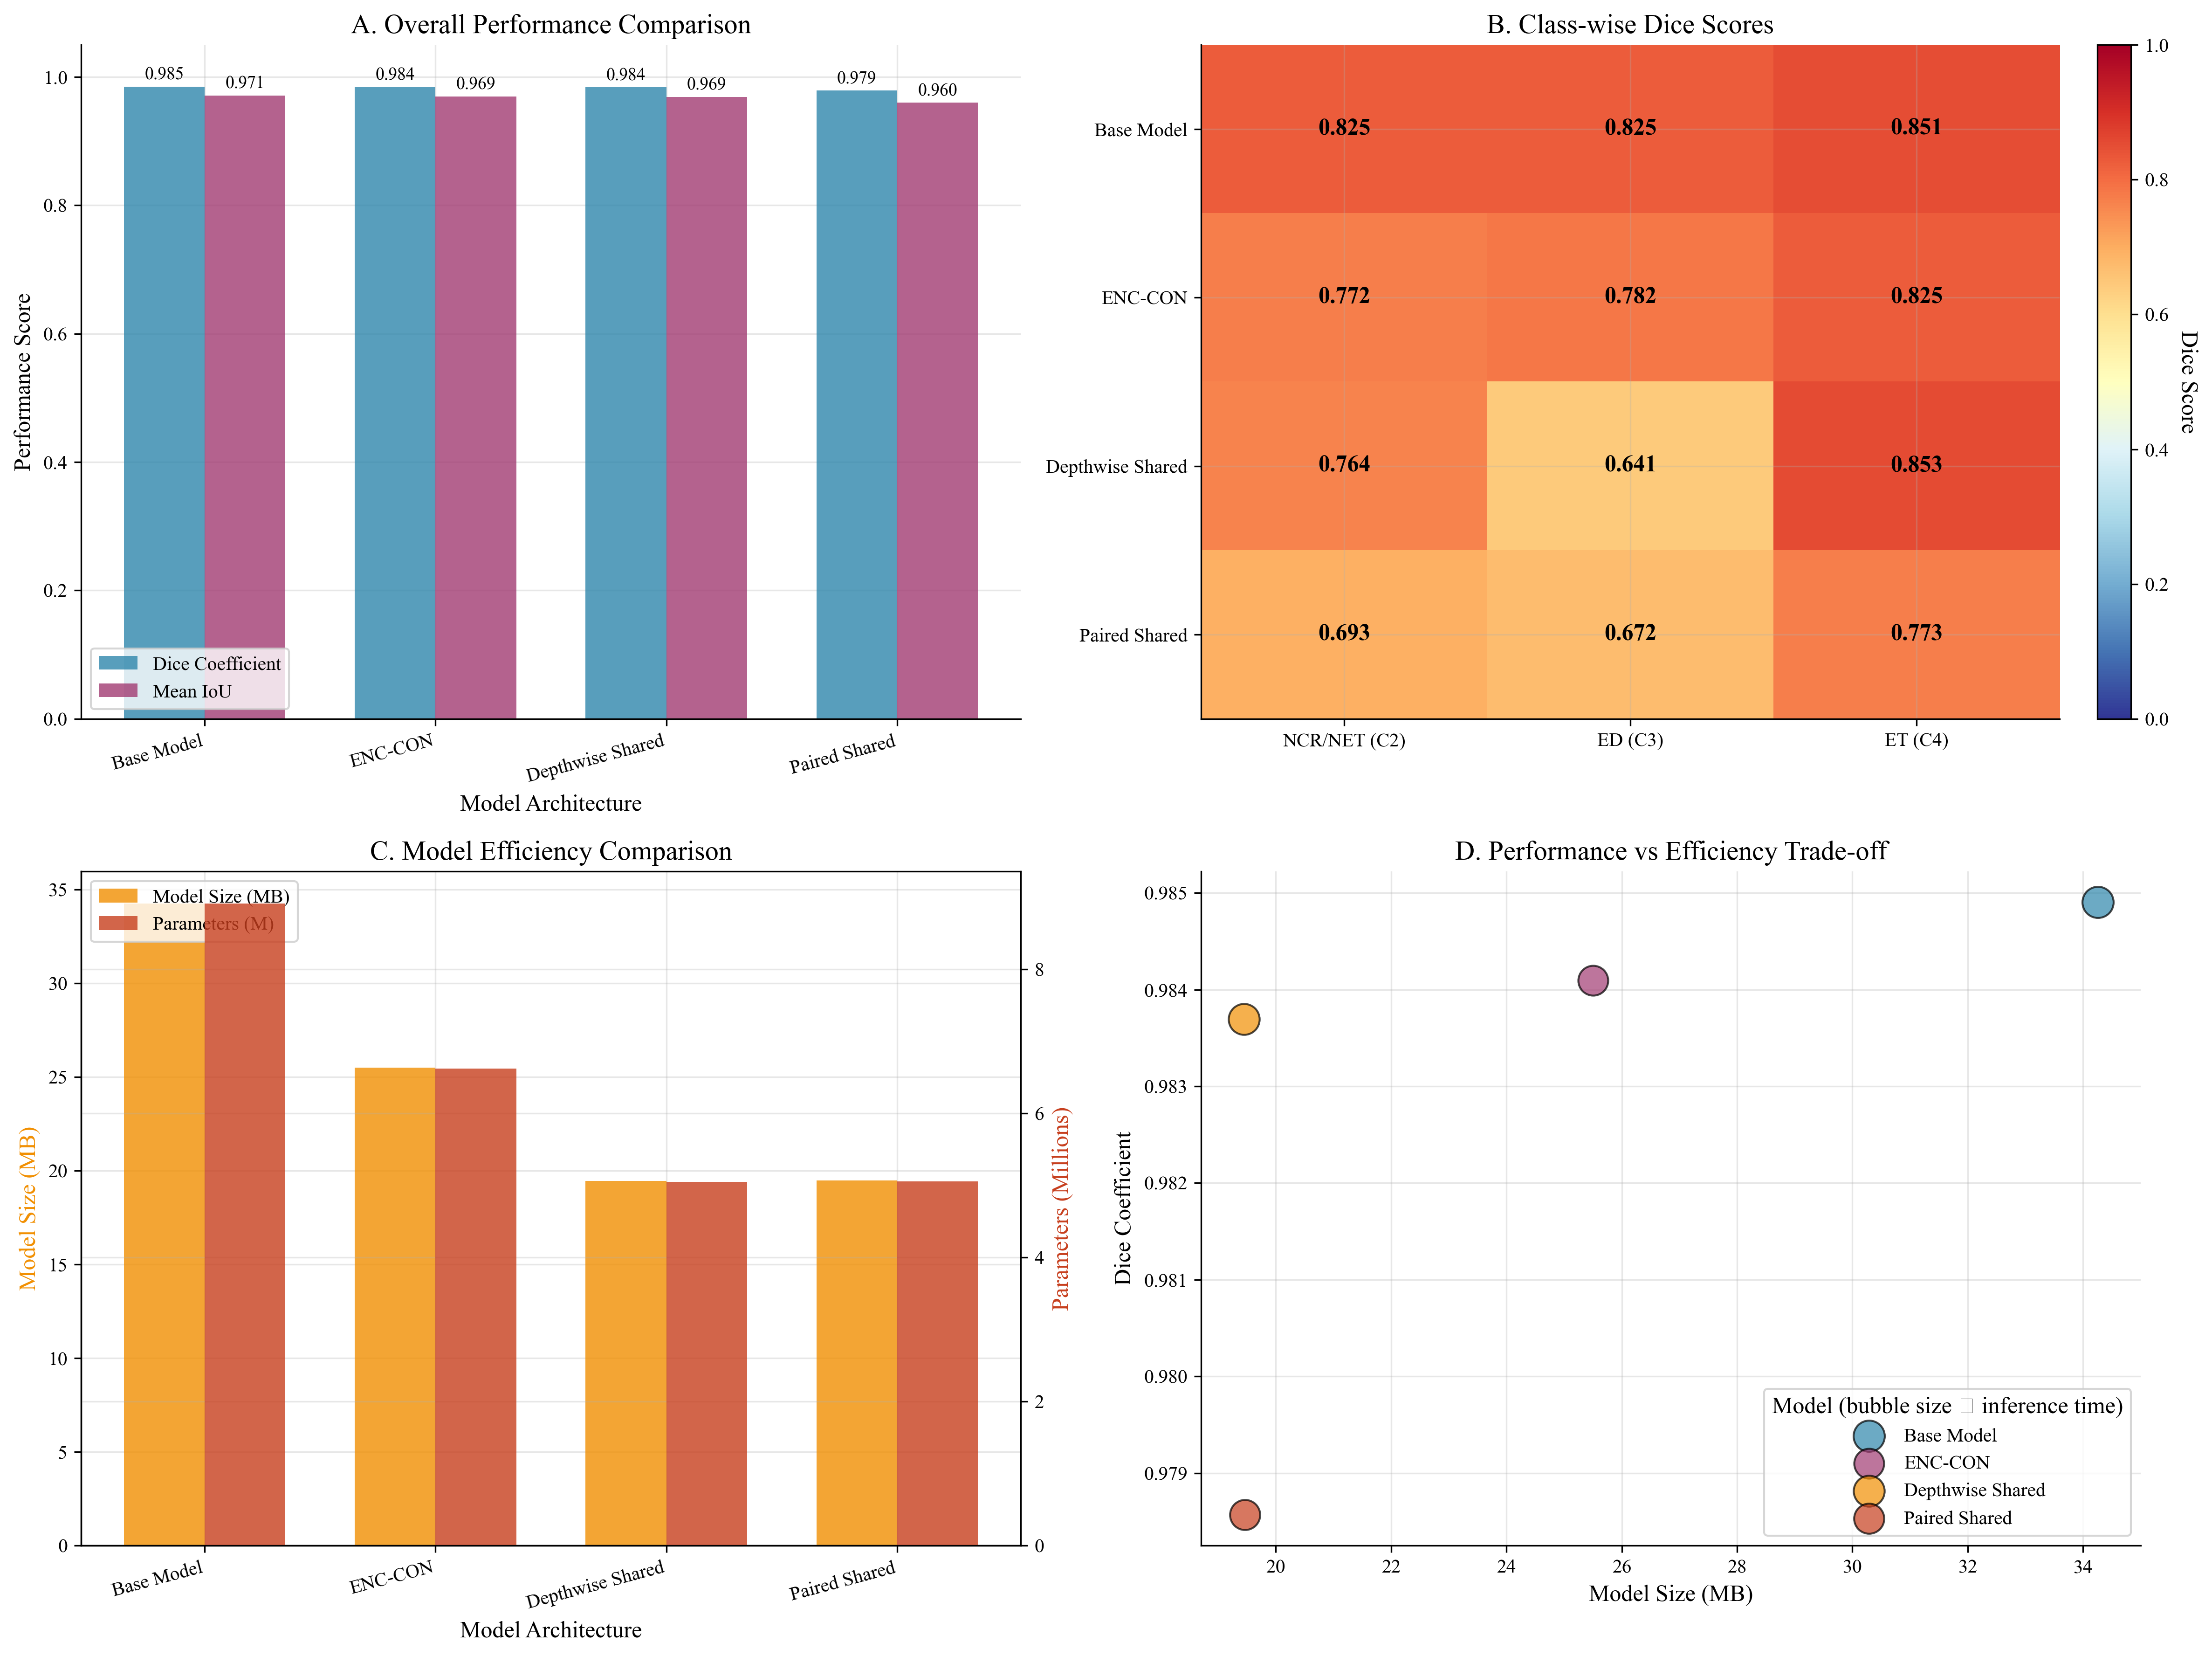 A. Overall Performance Comparison
Performance Score
1.0
0.8
0.6
0.4
0.2
0.0
0.985
0.971
0.984
0.969
0.984
0.969
0.979
0.960
Dice Coefficient
Mean IoU
Base Model
ENC-CON
Depthwise Shared
Paired Shared
Model Architecture
B. Class-wise Dice Scores
Base Model
0.825
0.825
0.851
ENC-CON
0.772
0.782
0.825
Depthwise Shared
0.764
0.641
0.853
Paired Shared
0.693
0.672
0.773
NCR/NET (C2)
ED (C3)
ET (C4)
1.0
0.8
0.6
0.4
0.2
0.0
Dice Score
C. Model Efficiency Comparison
Model Size (MB)
35
30
25
20
15
10
5
0
Model Size (MB)
Parameters (M)
8
6
4
2
0
Parameters (Millions)
Base Model
ENC-CON
Depthwise Shared
Paired Shared
Model Architecture
D. Performance vs Efficiency Trade-off
Dice Coefficient
0.985
0.984
0.983
0.982
0.981
0.980
0.979
Model (bubble size □ inference time)
Base Model
ENC-CON
Depthwise Shared
Paired Shared
20
22
24
26
28
30
32
34
Model Size (MB)